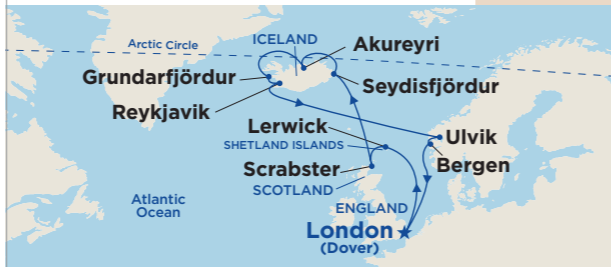 Arctic Circle
ICELAND
Akureyri
Grundarfjördur
Seydisfjördur
Reykjavik
Lerwick
SHETLAND ISLANDS
Ulvik
Bergen
Scrabster
SCOTLAND
Atlantic
Ocean
ENGLAND
London
(Dover)